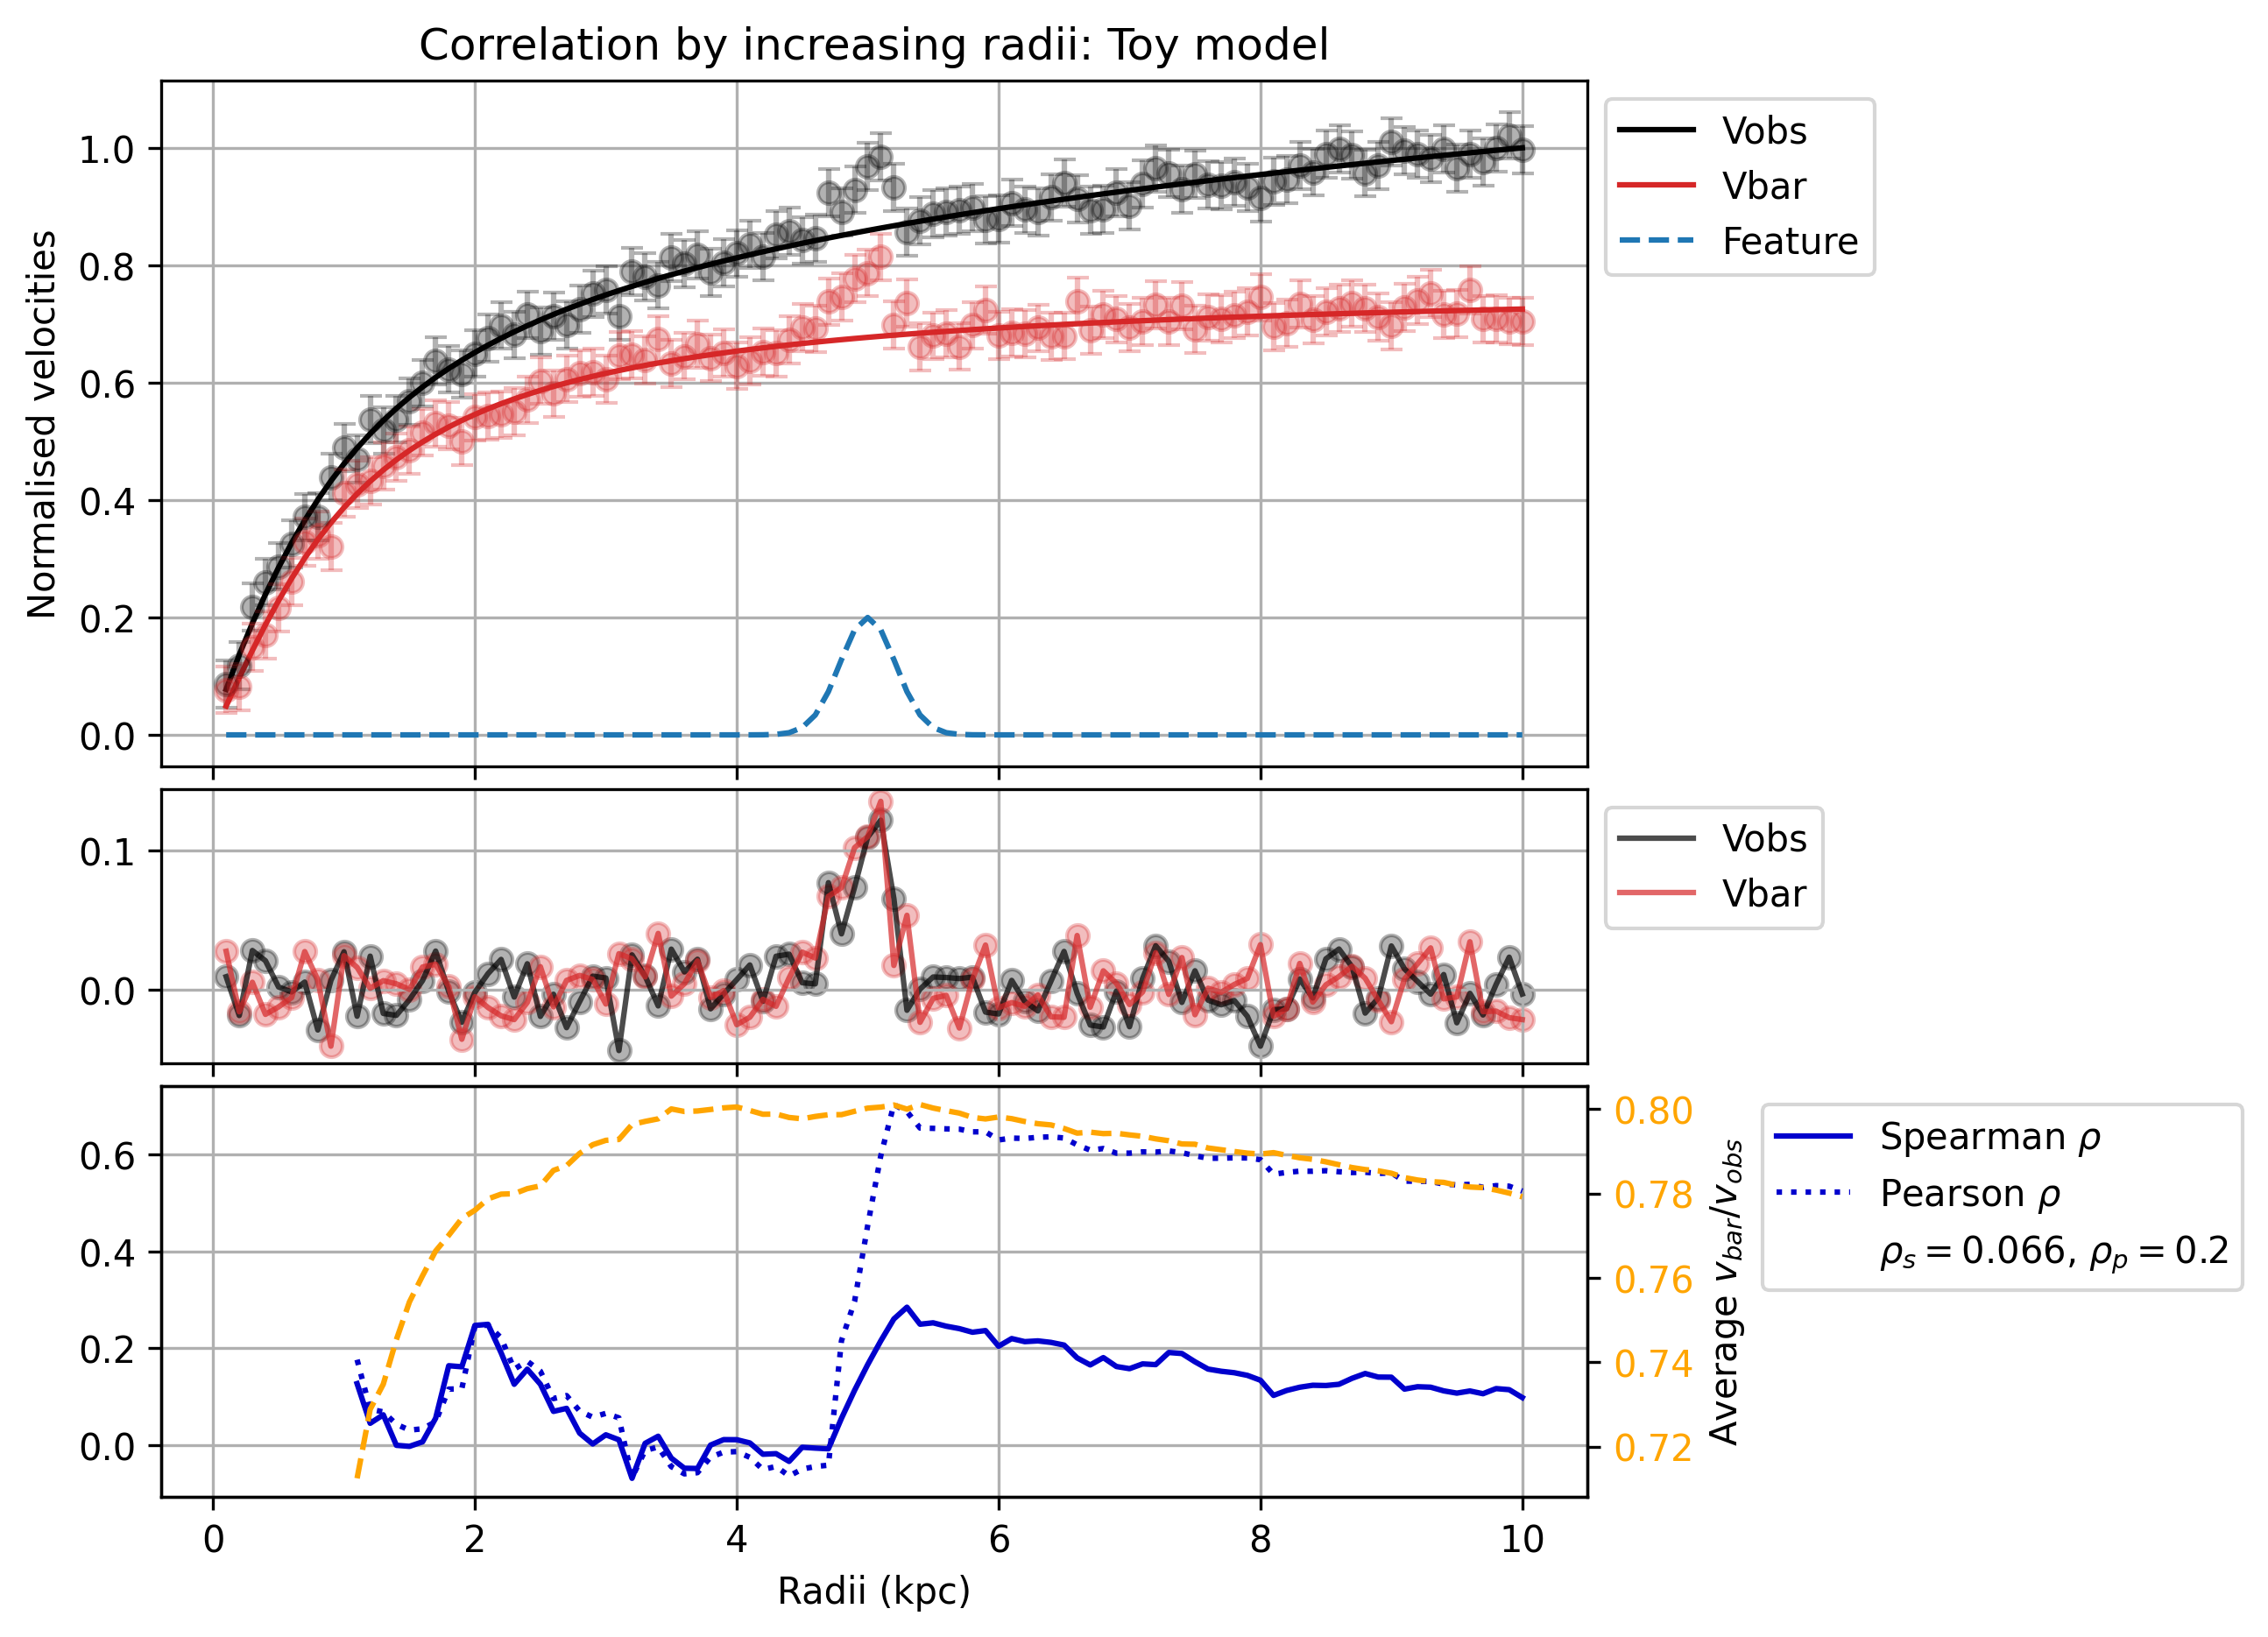 Correlation by increasing radii: Toy model
Normalised velocities
1.0
0.8
0.6
0.4
0.2
0.0
Vobs
Vbar
Feature
0.1
0.0
Vobs
Vbar
0.6
0.4
0.2
0.0
0.80
0.78
0.76
0.74
0.72
Average v_bar/v_obs
Spearman ρ
Pearson ρ
ρ_s = 0.066, ρ_p = 0.2
0 2 4 6 8 10
Radii (kpc)